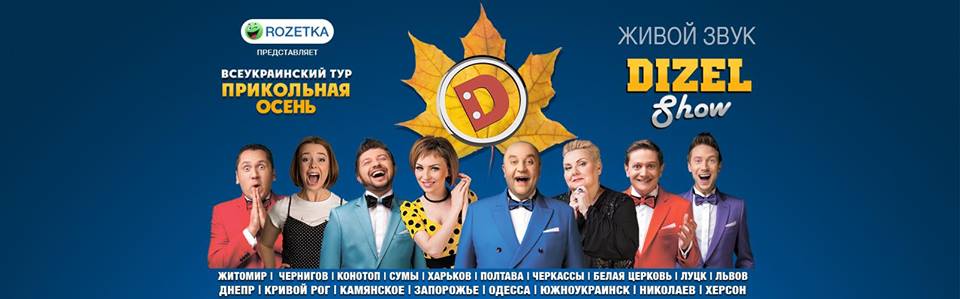 ROZETKA
ПРЕДСТАВЛЯЕТ
ВСЕУКРАИНСКИЙ ТУР
ПРИКОЛЬНАЯ
ОСЕНЬ
D
ЖИВОЙ ЗВУК
DIZEL
Show
ЖИТОМИР | ЧЕРНИГОВ | КОНОТОП | СУМЫ | ХАРЬКОВ | ПОЛТАВА | ЧЕРКАССЫ | БЕЛАЯ ЦЕРКОВЬ | ЛУЦК | ЛЬВОВ
ДНЕПР | КРИВОЙ РОГ | КАМЯНСКОЕ | ЗАПОРОЖЬЕ | ОДЕССА | ЮЖНОУКРАИНСК | НИКОЛАЕВ | ХЕРСОН